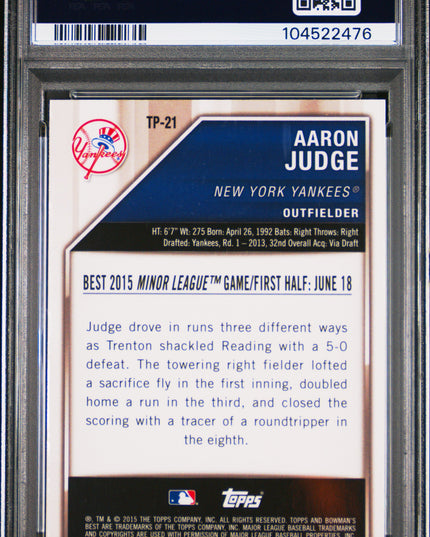 104522476
TP-21
Yankees
AARON
JUDGE
NEW YORK YANKEES®
OUTFIELDER
HT: 6'7" Wt: 275 Born: April 26, 1992 Bats: Right Throws: Right
Drafted: Yankees, Rd. 1 – 2013, 32nd Overall Acq: Via Draft
BEST 2015 MINOR LEAGUE™ GAME/FIRST HALF: JUNE 18
Judge drove in runs three different ways
as Trenton shackled Reading with a 5-0
defeat. The towering right fielder lofted
a sacrifice fly in the first inning, doubled
home a run in the third, and closed the
scoring with a tracer of a roundtripper in
the eighth.
TOPPS
®, TM & © 2015 THE TOPPS COMPANY, INC. ALL RIGHTS RESERVED. TOPPS AND BOWMAN'S
BEST ARE TRADEMARKS OF THE TOPPS COMPANY, INC. MAJOR LEAGUE BASEBALL TRADEMARKS
AND COPYRIGHTS ARE USED WITH PERMISSION OF MAJOR LEAGUE BASEBALL PROPERTIES, INC.